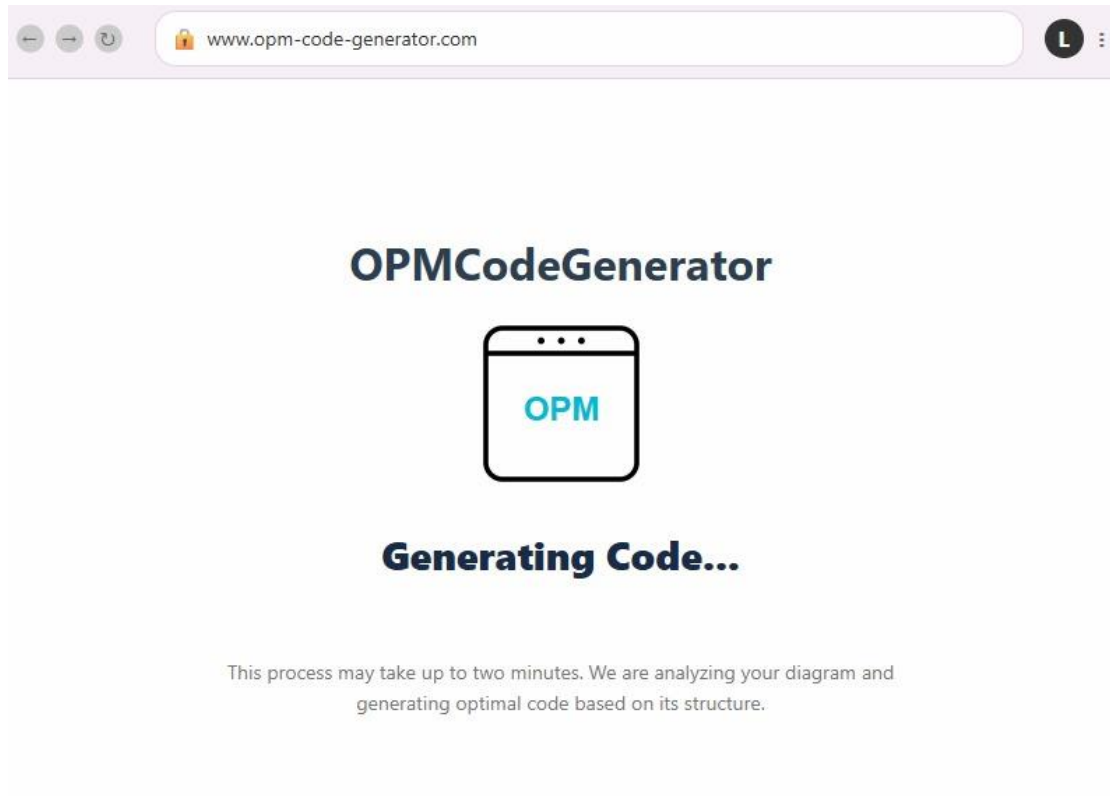 www.opm-code-generator.com
L
OPMCodeGenerator
OPM
Generating Code...
This process may take up to two minutes. We are analyzing your diagram and
generating optimal code based on its structure.